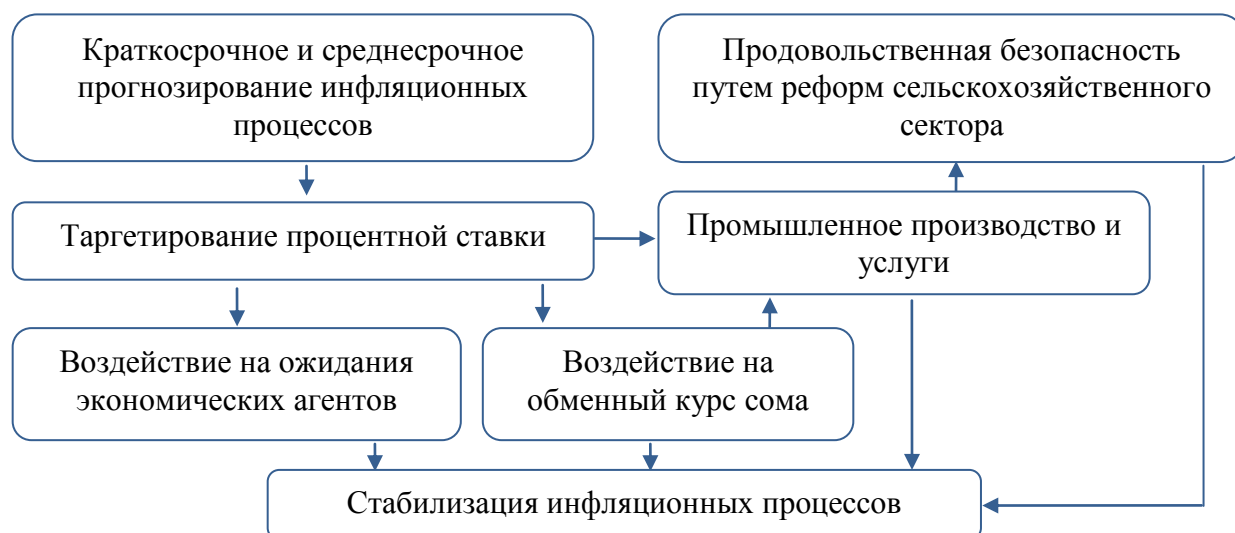 Краткосрочное и среднесрочное
прогнозирование инфляционных
процессов
Продовольственная безопасность
путем реформ сельскохозяйственного
сектора
Таргетирование процентной ставки
Промышленное производство и
услуги
Воздействие на ожидания
экономических агентов
Воздействие на
обменный курс сома
Стабилизация инфляционных процессов